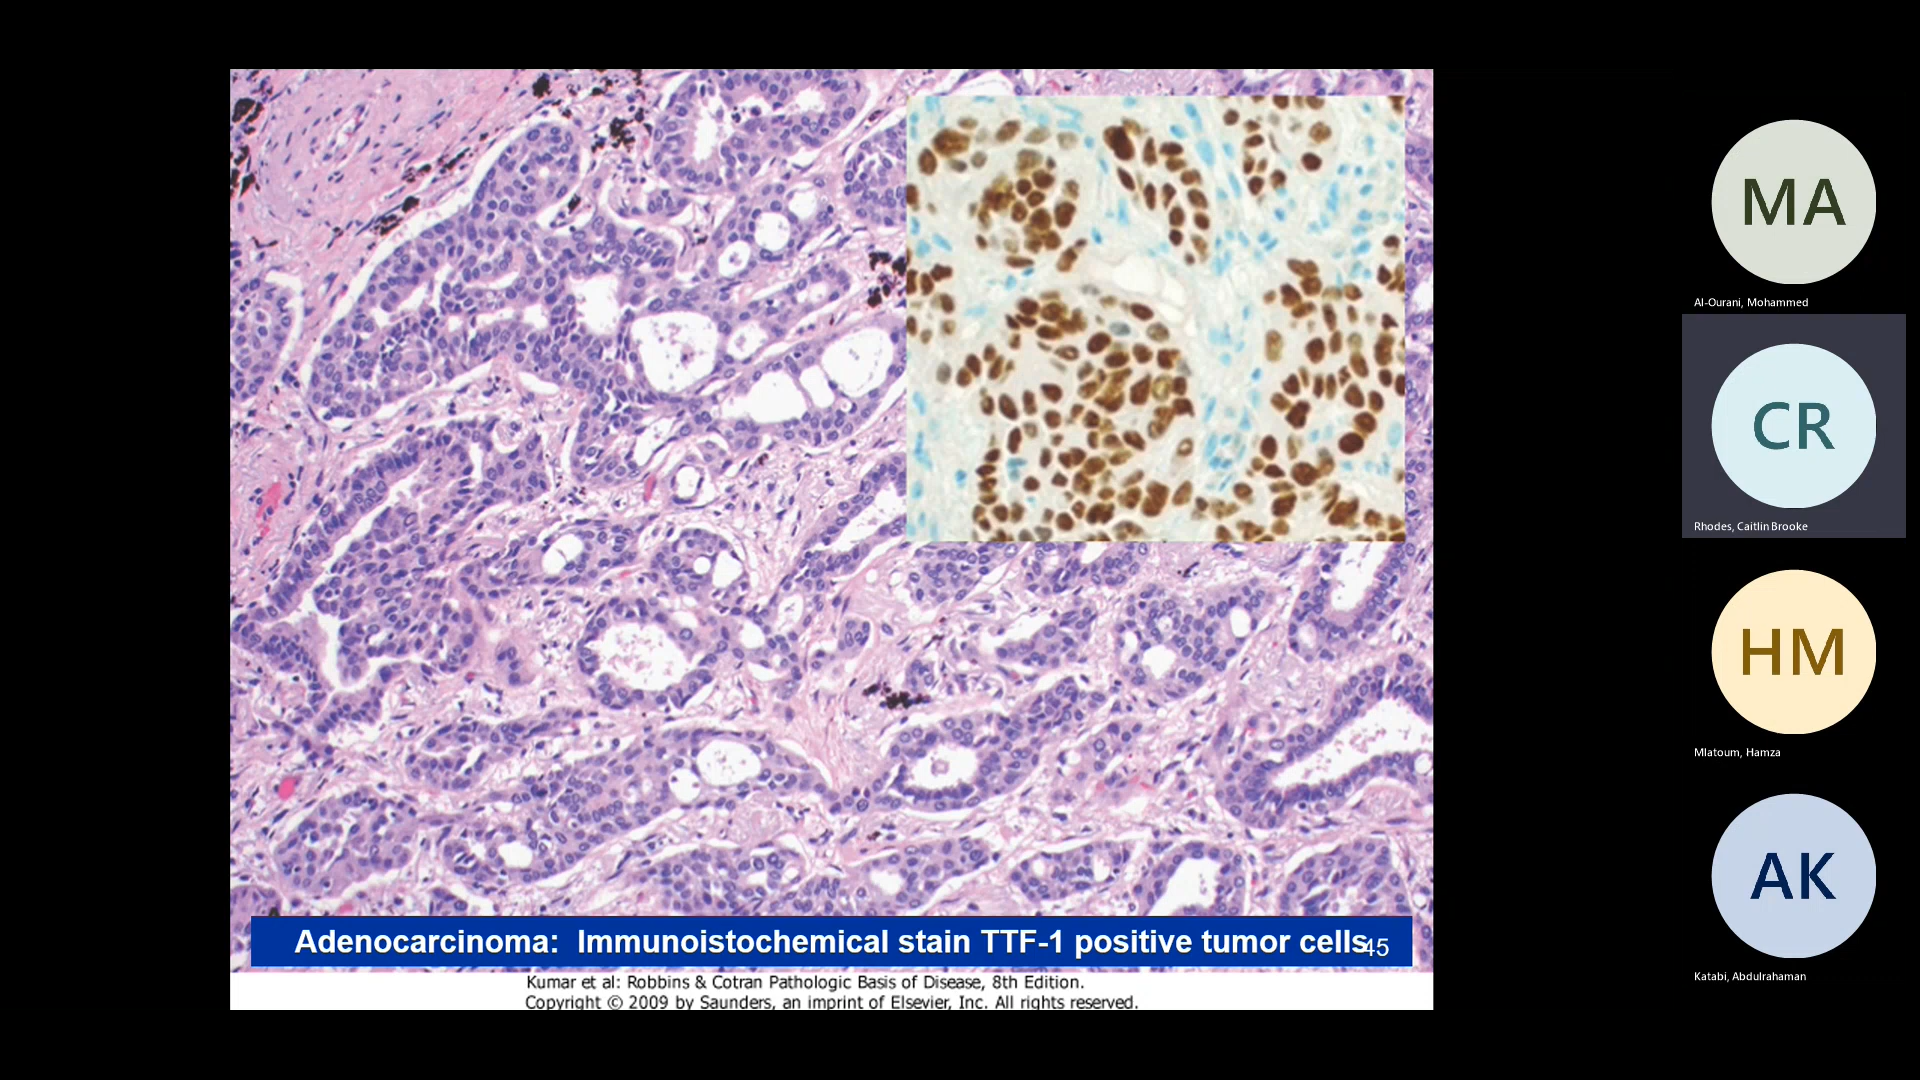 Adenocarcinoma: Immunoistochemical stain TTF-1 positive tumor cells
45
Kumar et al: Robbins & Cotran Pathologic Basis of Disease, 8th Edition.
Copyright © 2009 by Saunders, an imprint of Elsevier, Inc. All rights reserved.
MA
Al-Ourani, Mohammed
CR
Rhodes, Caitlin Brooke
HM
Mlatoum, Hamza
AK
Katabi, Abdulrahaman